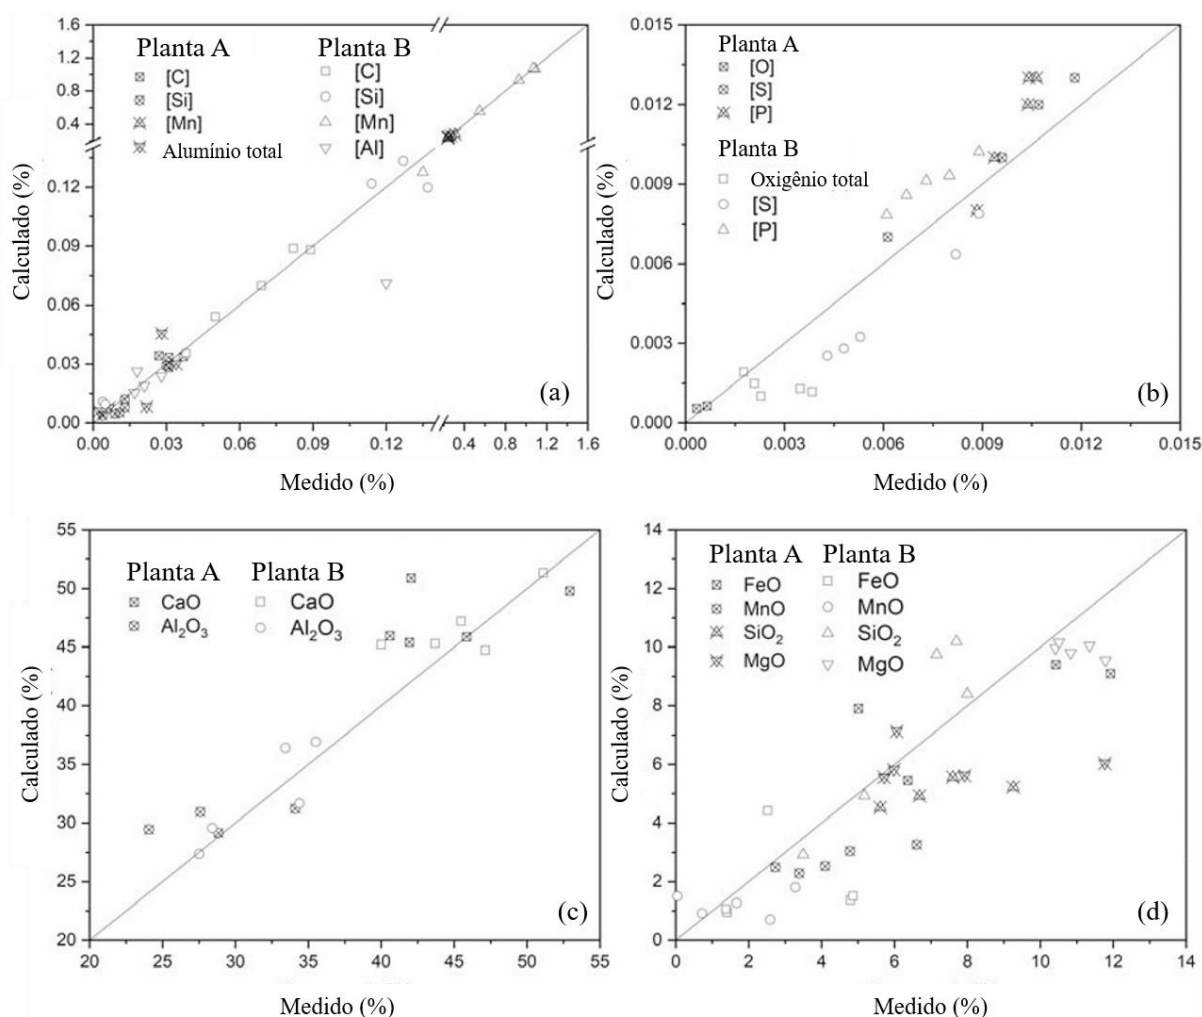 Planta A
[C]
[Si]
[Mn]
Alumínio total
Planta B
[C]
[Si]
[Mn]
[Al]
1.6
1.2
0.8
0.4
0.12
0.09
0.06
0.03
0.00
Calculado (%)
0.00
0.03
0.06
0.09
0.12
0.4
0.8
1.2
1.6
Medido (%)
(a)
Planta A
[O]
[S]
[P]
Planta B
Oxigênio total
[S]
[P]
0.015
0.012
0.009
0.006
0.003
0.000
Calculado (%)
0.000
0.003
0.006
0.009
0.012
0.015
Medido (%)
(b)
Planta A
CaO
Al2O3
Planta B
CaO
Al2O3
55
50
45
40
35
30
25
20
Calculado (%)
20
25
30
35
40
45
50
55
Medido (%)
(c)
Planta A
FeO
MnO
SiO2
MgO
Planta B
FeO
MnO
SiO2
MgO
14
12
10
8
6
4
2
0
Calculado (%)
0
2
4
6
8
10
12
14
Medido (%)
(d)